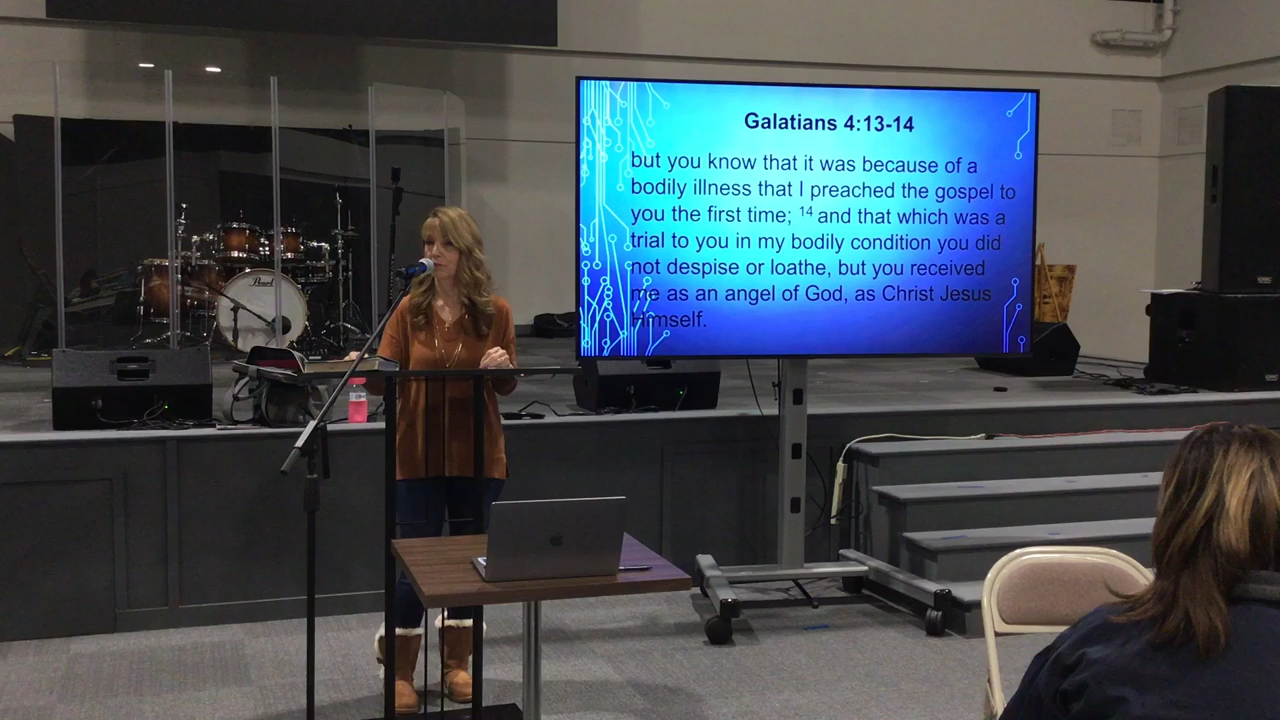 Galatians 4:13-14
but you know that it was because of a
bodily illness that I preached the gospel to
you the first time; ¹⁴ and that which was a
trial to you in my bodily condition you did
not despise or loathe, but you received
me as an angel of God, as Christ Jesus
Himself.
Pearl